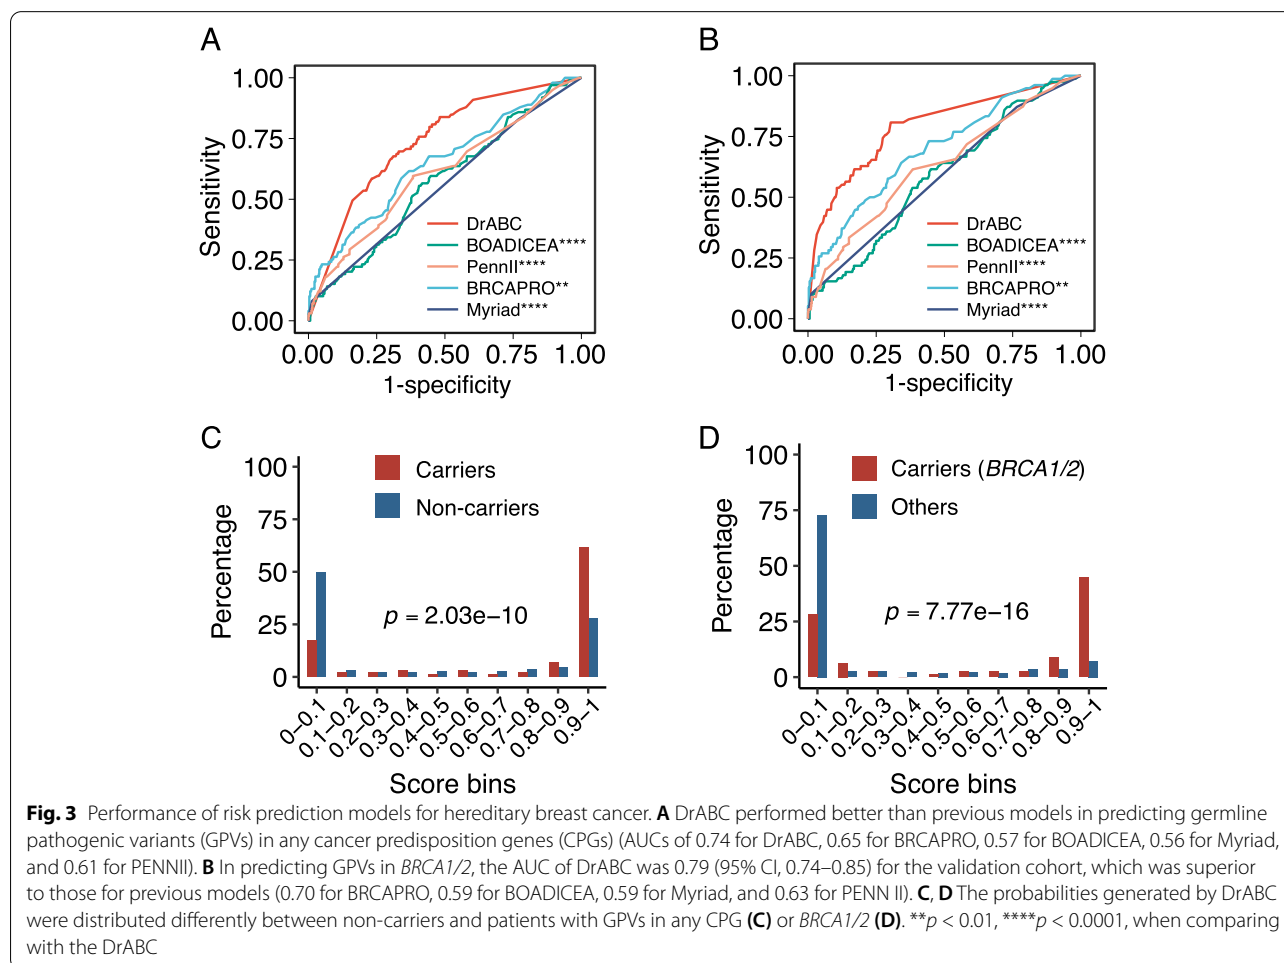 A
1.00
0.75
0.50
0.25
0.00
Sensitivity
DrABC
BOADICEA****
PennII****
BRCAPRO**
Myriad****
0.00 0.25 0.50 0.75 1.00
1-specificity
B
1.00
0.75
0.50
0.25
0.00
Sensitivity
DrABC
BOADICEA****
PennII****
BRCAPRO**
Myriad****
0.00 0.25 0.50 0.75 1.00
1-specificity
C
100
75
50
25
0
Percentage
Carriers
Non-carriers
p = 2.03e−10
0−0.1 0.1−0.2 0.2−0.3 0.3−0.4 0.4−0.5 0.5−0.6 0.6−0.7 0.7−0.8 0.8−0.9 0.9−1
Score bins
D
100
75
50
25
0
Percentage
Carriers (BRCA1/2)
Others
p = 7.77e−16
0−0.1 0.1−0.2 0.2−0.3 0.3−0.4 0.4−0.5 0.5−0.6 0.6−0.7 0.7−0.8 0.8−0.9 0.9−1
Score bins
Fig. 3 Performance of risk prediction models for hereditary breast cancer. A DrABC performed better than previous models in predicting germline
pathogenic variants (GPVs) in any cancer predisposition genes (CPGs) (AUCs of 0.74 for DrABC, 0.65 for BRCAPRO, 0.57 for BOADICEA, 0.56 for Myriad,
and 0.61 for PENNII). B In predicting GPVs in BRCA1/2, the AUC of DrABC was 0.79 (95% CI, 0.74–0.85) for the validation cohort, which was superior
to those for previous models (0.70 for BRCAPRO, 0.59 for BOADICEA, 0.59 for Myriad, and 0.63 for PENN II). C, D The probabilities generated by DrABC
were distributed differently between non-carriers and patients with GPVs in any CPG (C) or BRCA1/2 (D). **p < 0.01, ****p < 0.0001, when comparing
with the DrABC